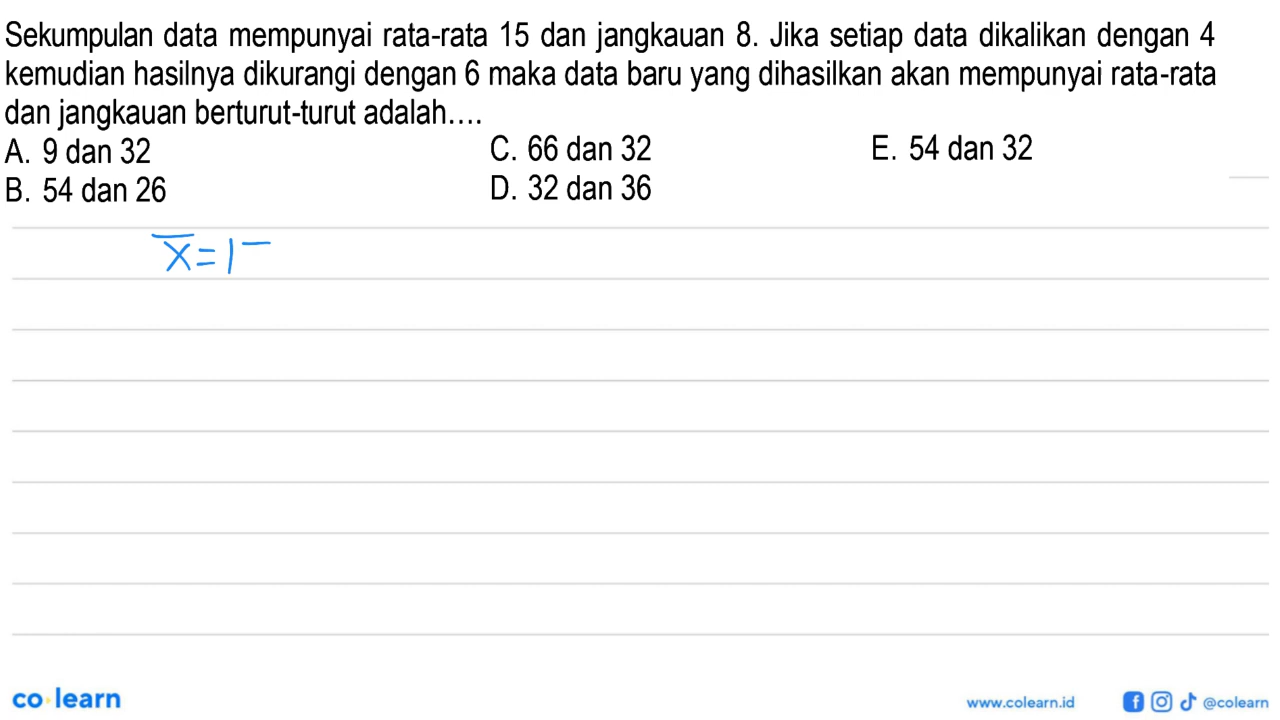 Sekumpulan data mempunyai rata-rata 15 dan jangkauan 8. Jika setiap data dikalikan dengan 4
kemudian hasilnya dikurangi dengan 6 maka data baru yang dihasilkan akan mempunyai rata-rata
dan jangkauan berturut-turut adalah....
A. 9 dan 32
C. 66 dan 32
E. 54 dan 32
B. 54 dan 26
D. 32 dan 36
x̅ = 1
co learn
www.colearn.id
@colearn